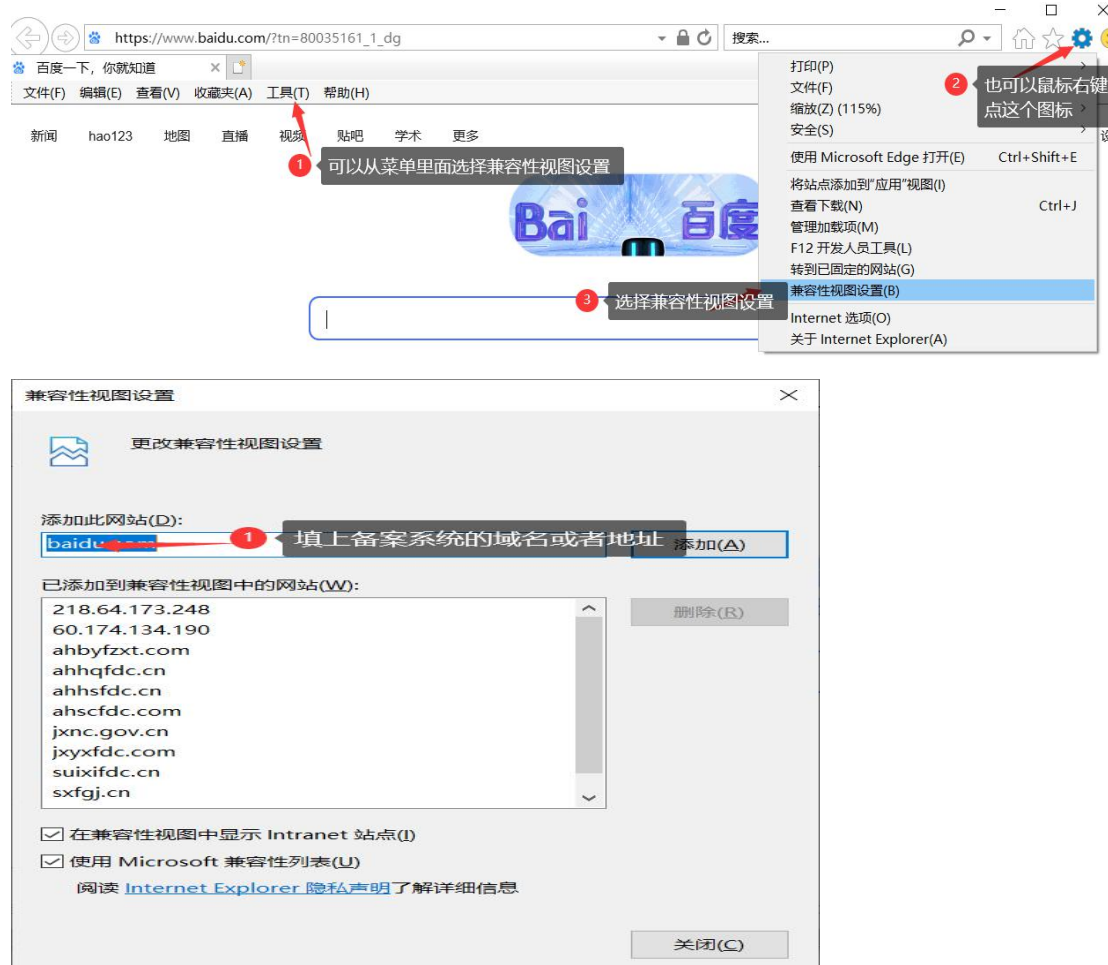 https://www.baidu.com/?tn=80035161_1_dg
搜索...
百度一下，你就知道
文件(F) 编辑(E) 查看(V) 收藏夹(A) 工具(T) 帮助(H)
新闻 hao123 地图 直播 视频 贴吧 学术 更多
1 可以从菜单里面选择兼容性视图设置
Bai 百度
打印(P)
文件(F)
缩放(Z) (115%)
安全(S)
2 也可以鼠标右键
点这个图标
使用 Microsoft Edge 打开(E) Ctrl+Shift+E
将站点添加到"应用"视图(I)
查看下载(N) Ctrl+J
管理加载项(M)
F12 开发人员工具(L)
转到已固定的网站(G)
兼容性视图设置(B)
3 选择兼容性视图设置
Internet 选项(O)
关于 Internet Explorer(A)
兼容性视图设置
更改兼容性视图设置
添加此网站(D):
baidu.com
1 填上备案系统的域名或者地址
添加(A)
已添加到兼容性视图中的网站(W):
218.64.173.248
60.174.134.190
ahbyfzxt.com
ahhqfdc.cn
ahhsfdc.cn
ahscfdc.com
jxnc.gov.cn
jxyxfdc.com
suixifdc.cn
sxfgj.cn
删除(R)
在兼容性视图中显示 Intranet 站点(I)
使用 Microsoft 兼容性列表(U)
阅读 Internet Explorer 隐私声明了解详细信息
关闭(C)